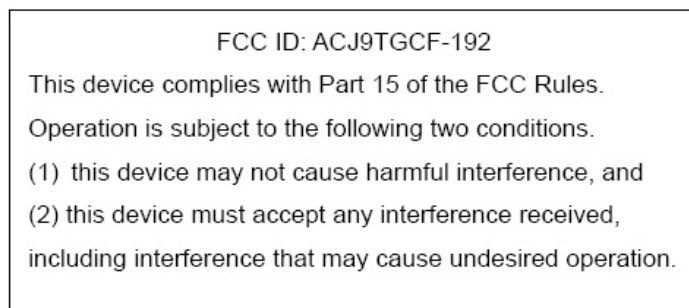 FCC ID: ACJ9TGCF-192
This device complies with Part 15 of the FCC Rules.
Operation is subject to the following two conditions.
(1) this device may not cause harmful interference, and
(2) this device must accept any interference received,
including interference that may cause undesired operation.